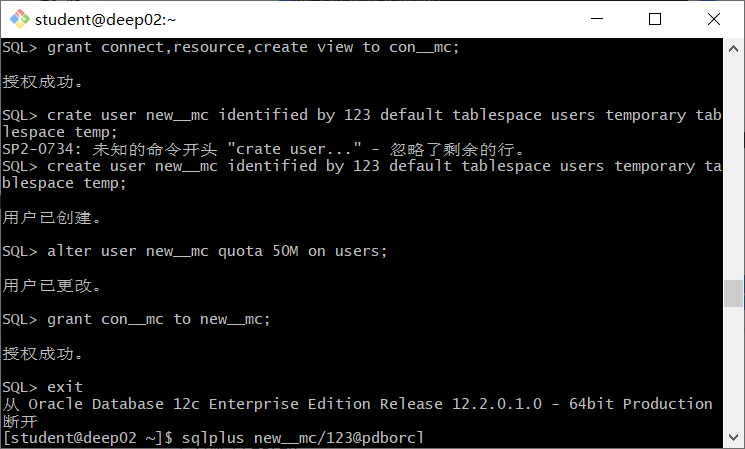 student@deep02:~
SQL> grant connect,resource,create view to con__mc;
授权成功。
SQL> crate user new__mc identified by 123 default tablespace users temporary tab
lespace temp;
SP2-0734: 未知的命令开头 "crate user..." - 忽略了剩余的行。
SQL> create user new__mc identified by 123 default tablespace users temporary ta
blespace temp;
用户已创建。
SQL> alter user new__mc quota 50M on users;
用户已更改。
SQL> grant con__mc to new__mc;
授权成功。
SQL> exit
从 Oracle Database 12c Enterprise Edition Release 12.2.0.1.0 - 64bit Production
断开
[student@deep02 ~]$ sqlplus new__mc/123@pdborcl